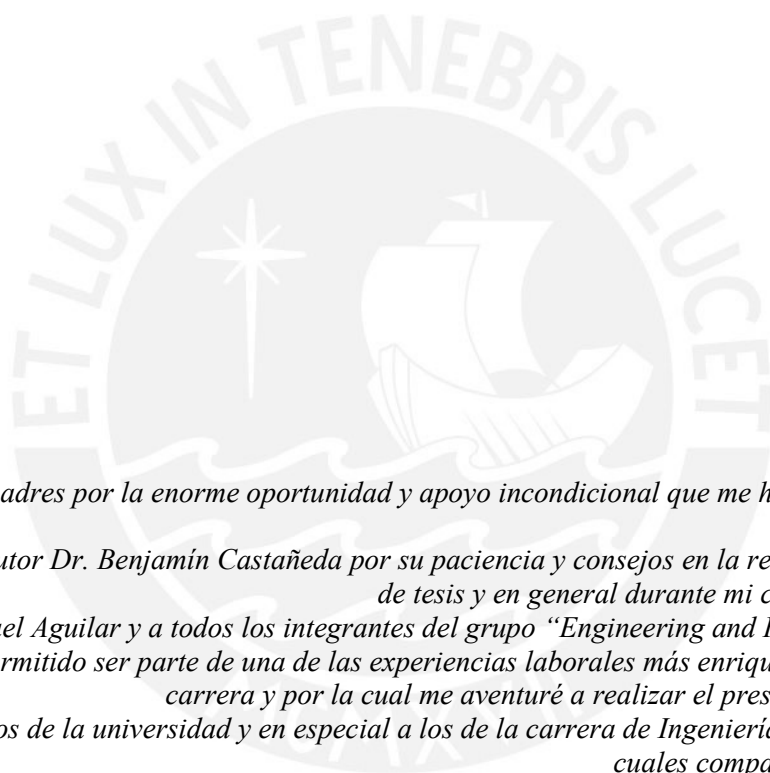 ET LUX IN TENEBRIS LUCET
adres por la enorme oportunidad y apoyo incondicional que me h
utor Dr. Benjamín Castañeda por su paciencia y consejos en la re
de tesis y en general durante mi c
el Aguilar y a todos los integrantes del grupo “Engineering and
ermitido ser parte de una de las experiencias laborales más enriqu
carrera y por la cual me aventuré a realizar el pres
os de la universidad y en especial a los de la carrera de Ingeniería
cuales compa
MCMXVII